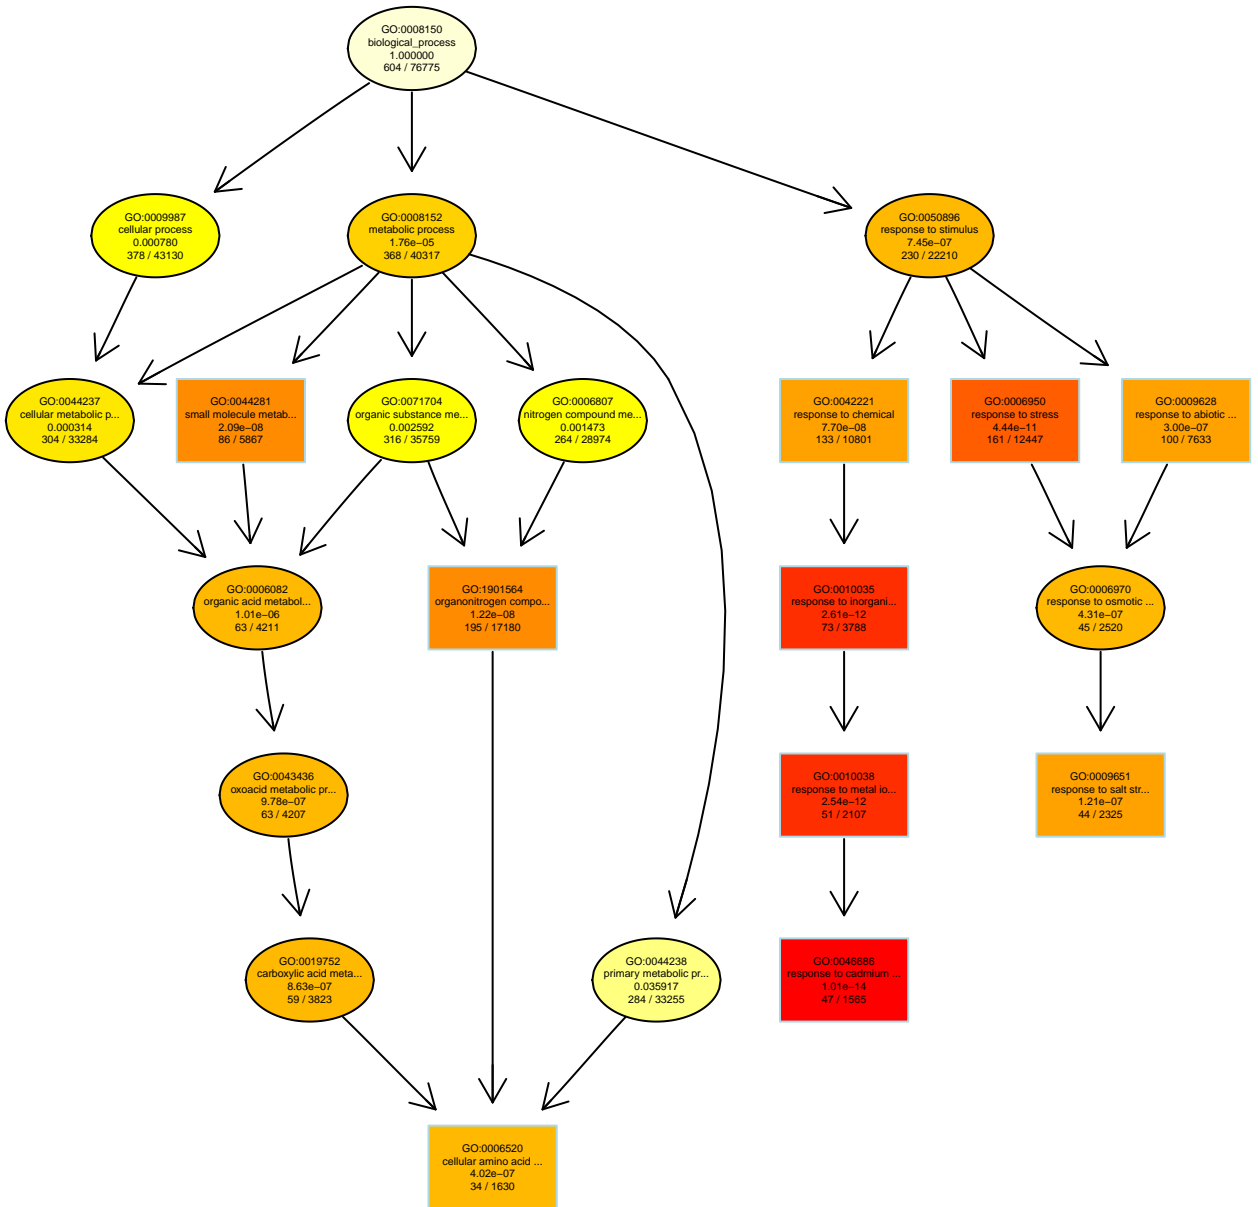 GO:0008150
biological_process
1.000000
604 / 76775
GO:0009987
cellular process
0.000780
378 / 43130
GO:0008152
metabolic process
1.76e−05
368 / 40317
GO:0050896
response to stimulus
7.45e−07
230 / 22210
GO:0044237
cellular metabolic p...
0.000314
304 / 33284
GO:0044281
small molecule metab...
2.09e−08
86 / 5867
GO:0071704
organic substance me...
0.002592
316 / 35759
GO:0006807
nitrogen compound me...
0.001473
264 / 28974
GO:0042221
response to chemical
7.70e−08
133 / 10801
GO:0006950
response to stress
4.44e−11
161 / 12447
GO:0009628
response to abiotic ...
3.00e−07
100 / 7633
GO:0006082
organic acid metabol...
1.01e−06
63 / 4211
GO:1901564
organonitrogen compo...
1.22e−08
195 / 17180
GO:0010035
response to inorgani...
2.61e−12
73 / 3788
GO:0006970
response to osmotic ...
4.31e−07
45 / 2520
GO:0043436
oxoacid metabolic pr...
9.78e−07
63 / 4207
GO:0010038
response to metal io...
2.54e−12
51 / 2107
GO:0009651
response to salt str...
1.21e−07
44 / 2325
GO:0019752
carboxylic acid meta...
8.63e−07
59 / 3823
GO:0044238
primary metabolic pr...
0.035917
284 / 33255
GO:0046686
response to cadmium ...
1.01e−14
47 / 1565
GO:0006520
cellular amino acid ...
4.02e−07
34 / 1630